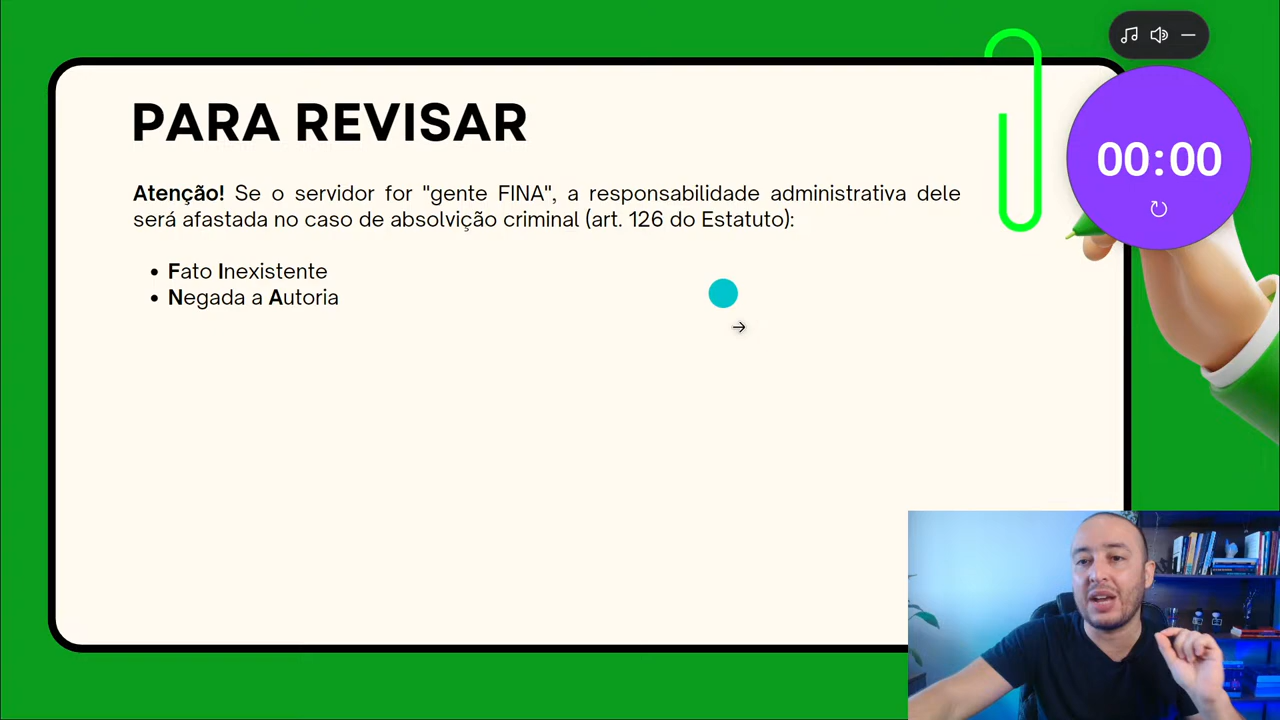 PARA REVISAR
00:00
Atenção! Se o servidor for "gente FINA", a responsabilidade administrativa dele
será afastada no caso de absolvição criminal (art. 126 do Estatuto):
• Fato Inexistente
• Negada a Autoria